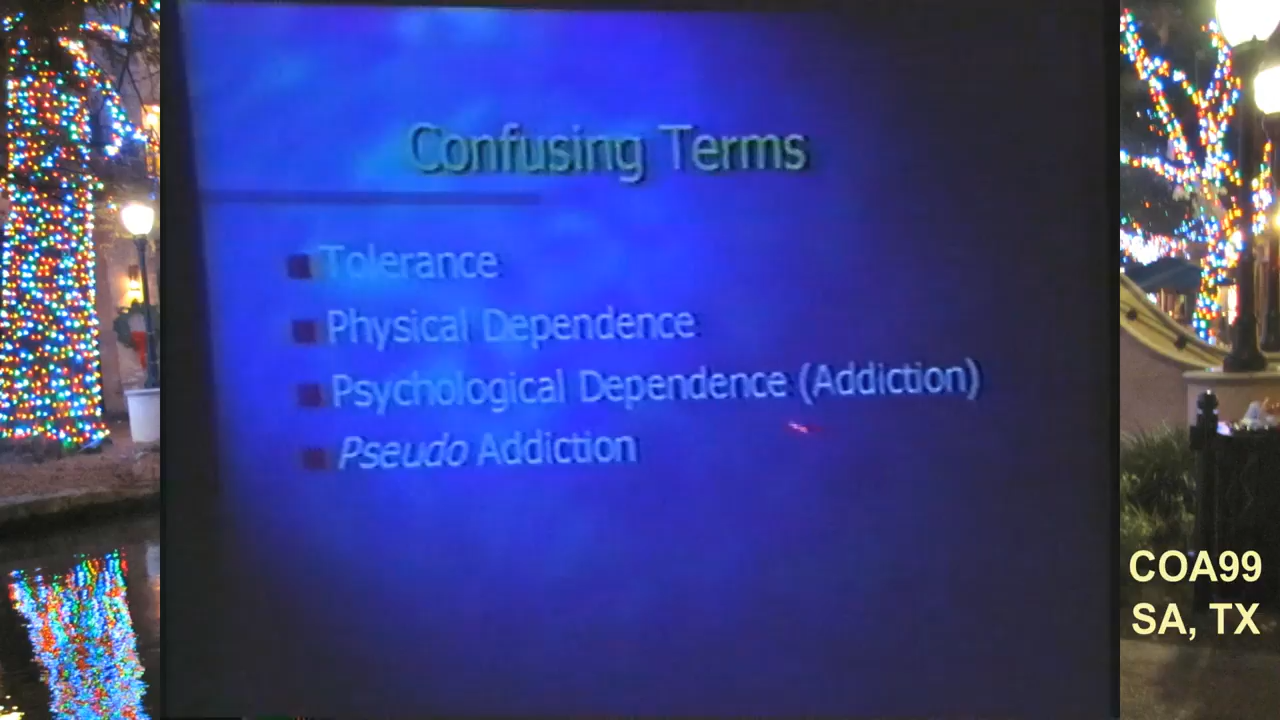 Confusing Terms
Tolerance
Physical Dependence
Psychological Dependence (Addiction)
Pseudo Addiction
COA99
SA, TX